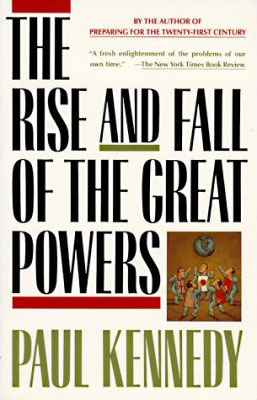 BY THE AUTHOR OF
PREPARING FOR THE TWENTY-FIRST CENTURY
"A fresh enlightenment of the problems of our
own time." —The New York Times Book Review
THE
RISE AND FALL
OF THE GREAT
POWERS
PAUL KENNEDY